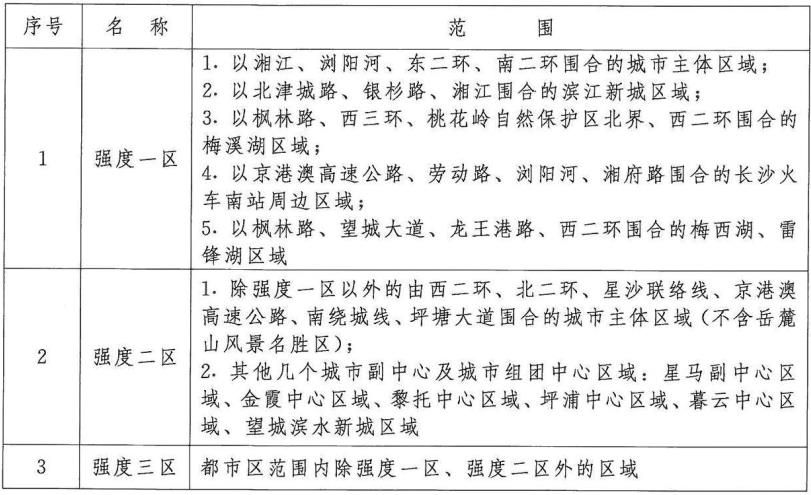 序号 名 称 范 围
1. 以湘江、浏阳河、东二环、南二环围合的城市主体区域；
2. 以北津城路、银杉路、湘江围合的滨江新城区域；
3. 以枫林路、西三环、桃花岭自然保护区北界、西二环围合的
梅溪湖区域；
1 强度一区
4. 以京港澳高速公路、劳动路、浏阳河、湘府路围合的长沙火
车南站周边区域；
5. 以枫林路、望城大道、龙王港路、西二环围合的梅西湖、雷
锋湖区域
1. 除强度一区以外的由西二环、北二环、星沙联络线、京港澳
高速公路、南绕城线、坪塘大道围合的城市主体区域（不含岳麓
山风景名胜区）；
2 强度二区
2. 其他几个城市副中心及城市组团中心区域：星马副中心区
域、金霞中心区域、黎托中心区域、坪浦中心区域、暮云中心区
域、望城滨水新城区域
3 强度三区 都市区范围内除强度一区、强度二区外的区域